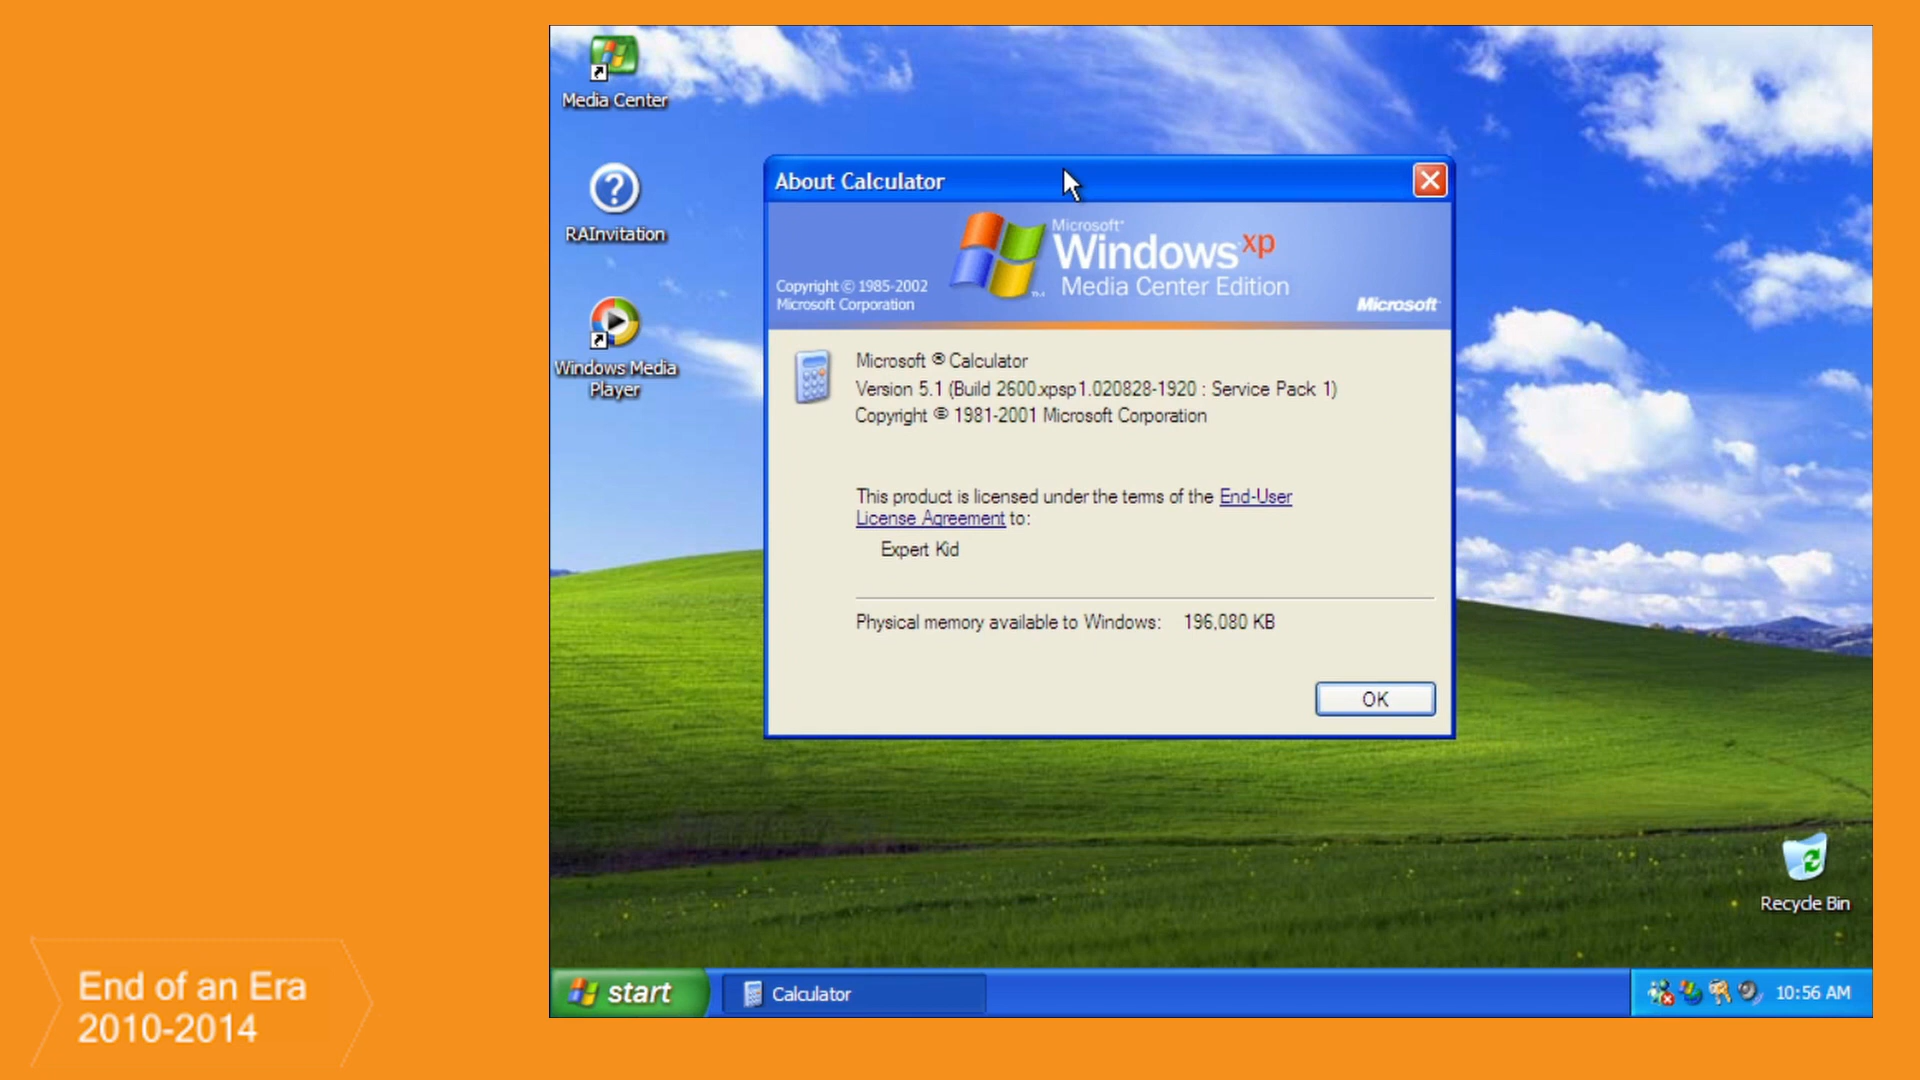 Media Center
RAInvitation
Windows Media
Player
About Calculator
Microsoft®
Windows xp
Media Center Edition
TM
Copyright © 1985-2002
Microsoft Corporation
Microsoft
Microsoft ® Calculator
Version 5.1 (Build 2600.xpsp1.020828-1920 : Service Pack 1)
Copyright © 1981-2001 Microsoft Corporation
This product is licensed under the terms of the End-User
License Agreement to:
Expert Kid
Physical memory available to Windows: 196,080 KB
OK
Recycle Bin
start
Calculator
10:56 AM
End of an Era
2010-2014